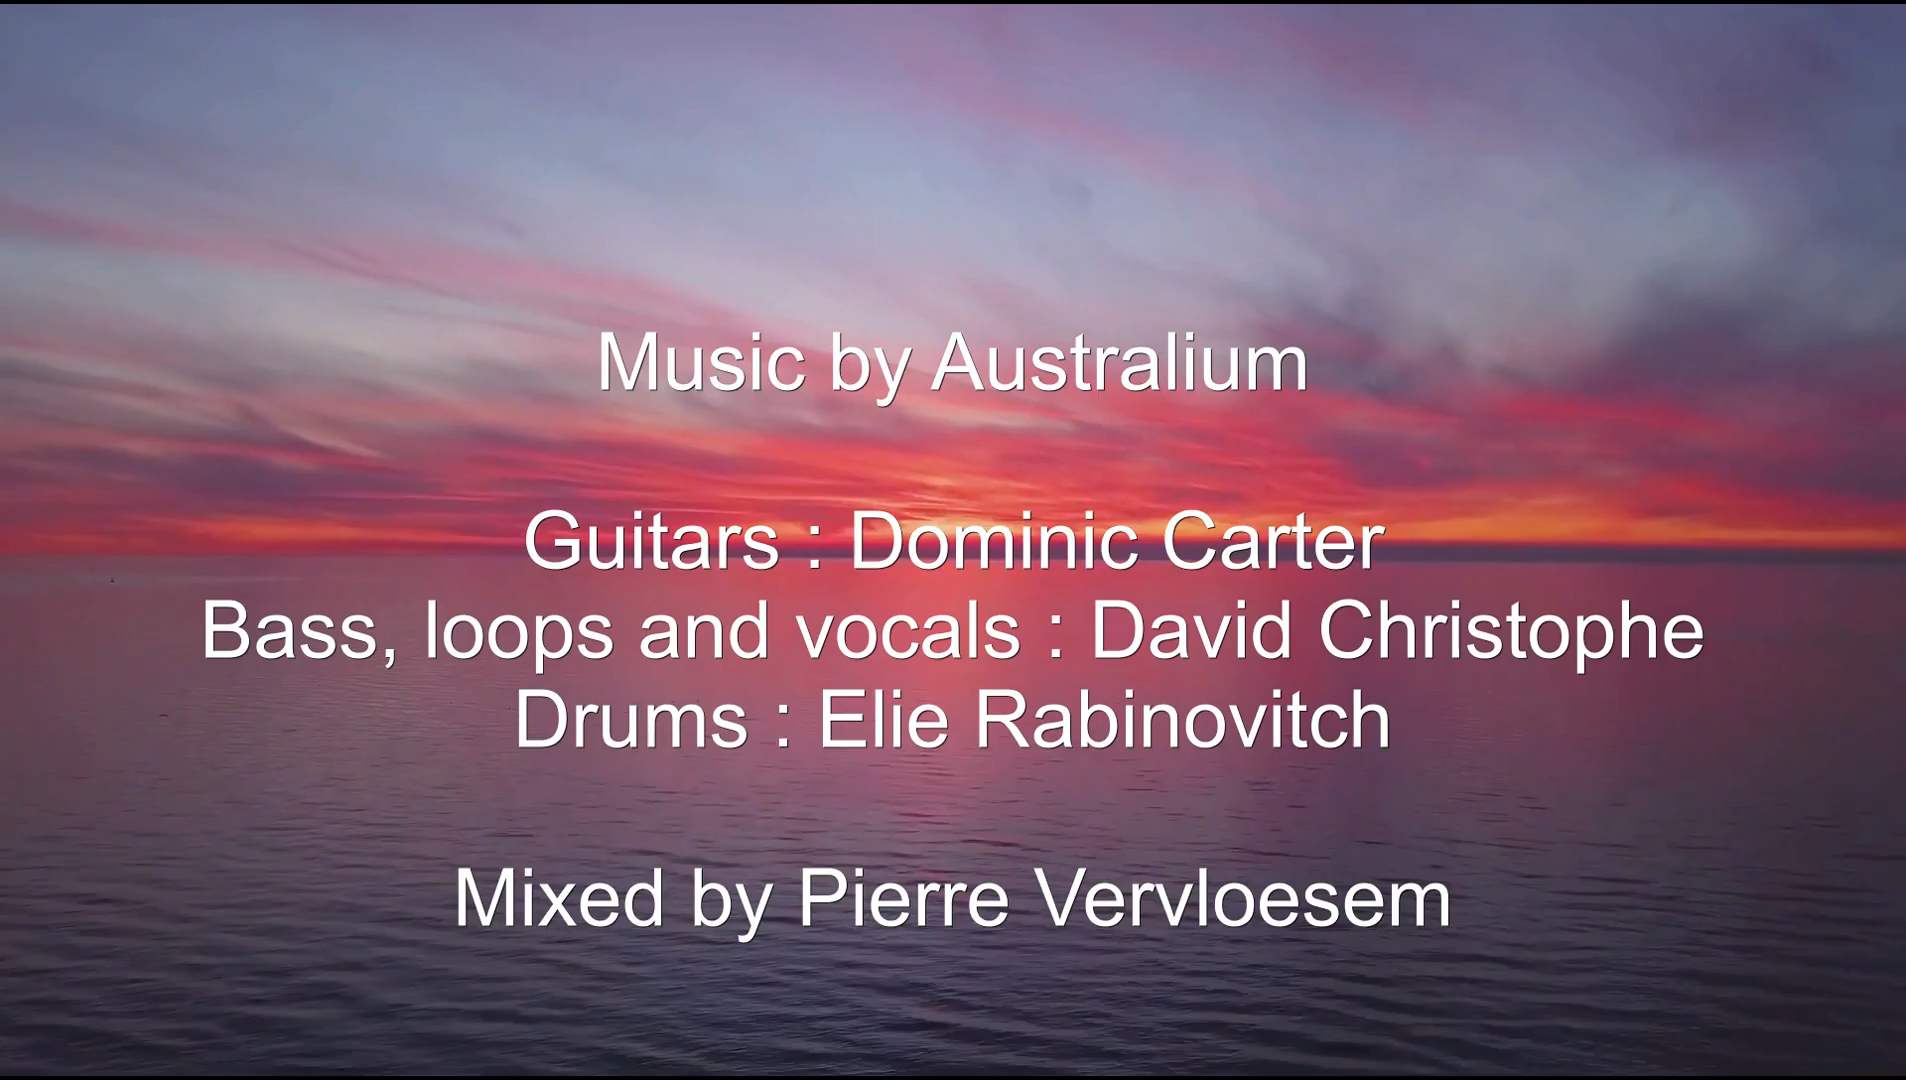 Music by Australium
Guitars : Dominic Carter
Bass, loops and vocals : David Christophe
Drums : Elie Rabinovitch
Mixed by Pierre Vervloesem